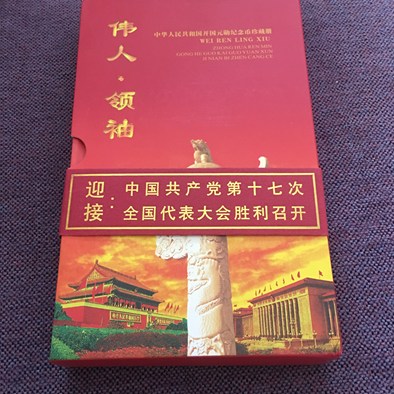 伟人·领袖
中华人民共和国开国元勋纪念币珍藏册
WEI REN LING XIU
迎接：
中国共产党第十七次
全国代表大会胜利召开